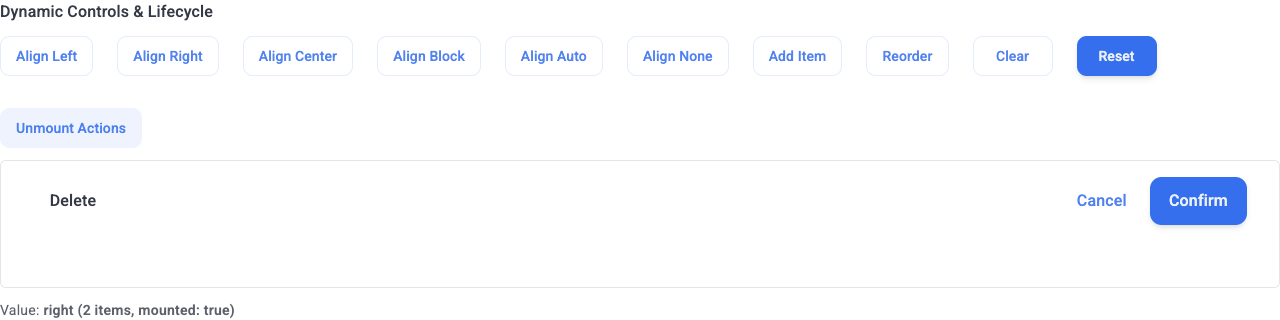 Dynamic Controls & Lifecycle
Align Left Align Right Align Center Align Block Align Auto Align None Add Item Reorder Clear Reset
Unmount Actions
Delete Cancel Confirm
Value: right (2 items, mounted: true)